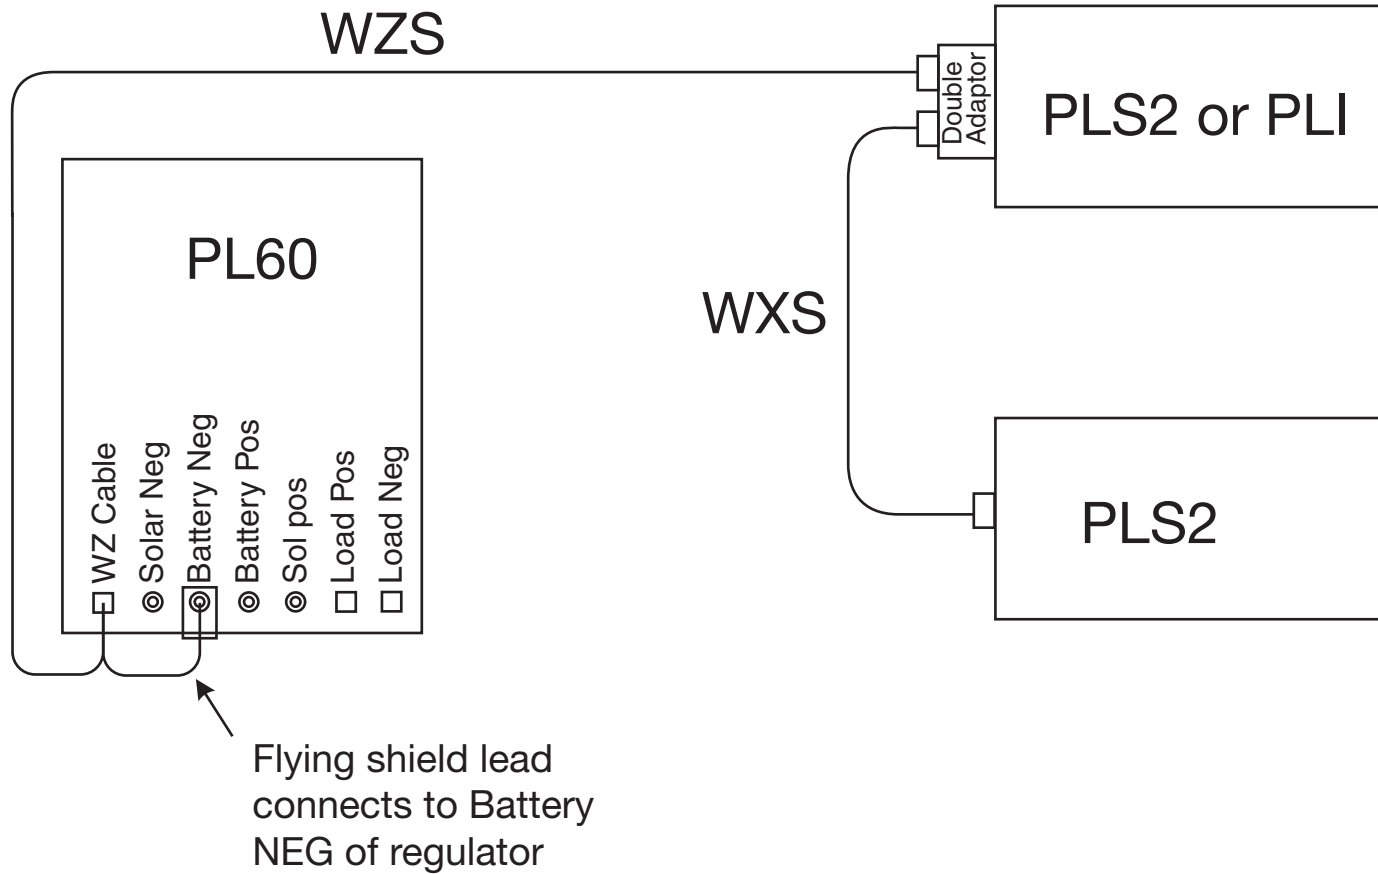 WZS
Double
Adaptor
PLS2 or PLI
PL60
WXS
WZ Cable
Solar Neg
Battery Neg
Battery Pos
Sol pos
Load Pos
Load Neg
PLS2
Flying shield lead
connects to Battery
NEG of regulator